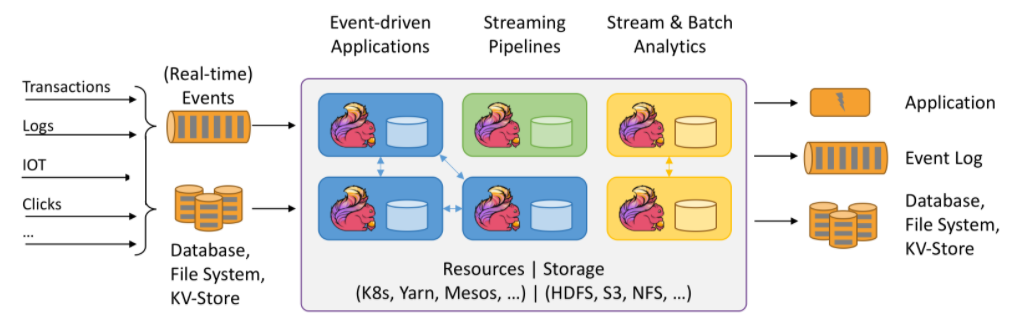 Event-driven
Applications
Streaming
Pipelines
Stream & Batch
Analytics
Transactions
Logs
IOT
Clicks
...
(Real-time)
Events
Database,
File System,
KV-Store
Resources | Storage
(K8s, Yarn, Mesos, ...) | (HDFS, S3, NFS, ...)
Application
Event Log
Database,
File System,
KV-Store